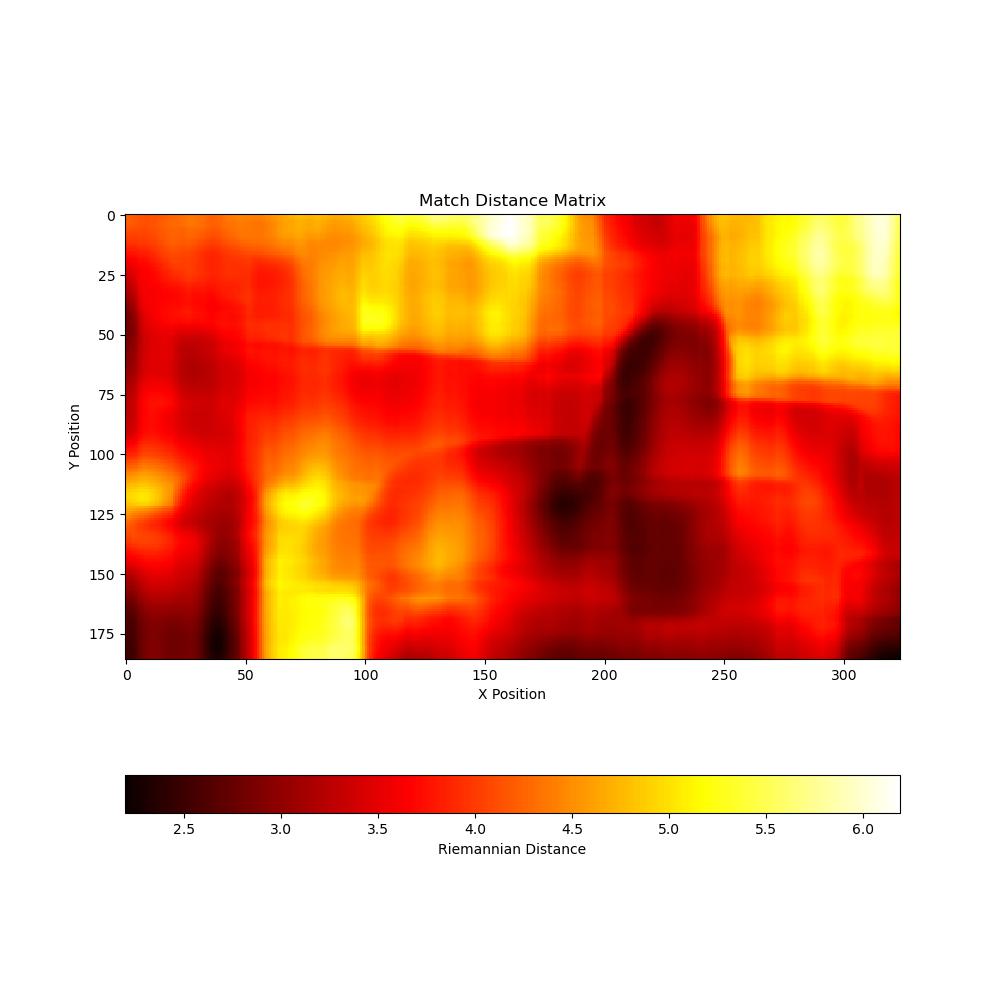 Match Distance Matrix
0
25
50
75
100
125
150
175
Y Position
0 50 100 150 200 250 300
X Position
2.5 3.0 3.5 4.0 4.5 5.0 5.5 6.0
Riemannian Distance